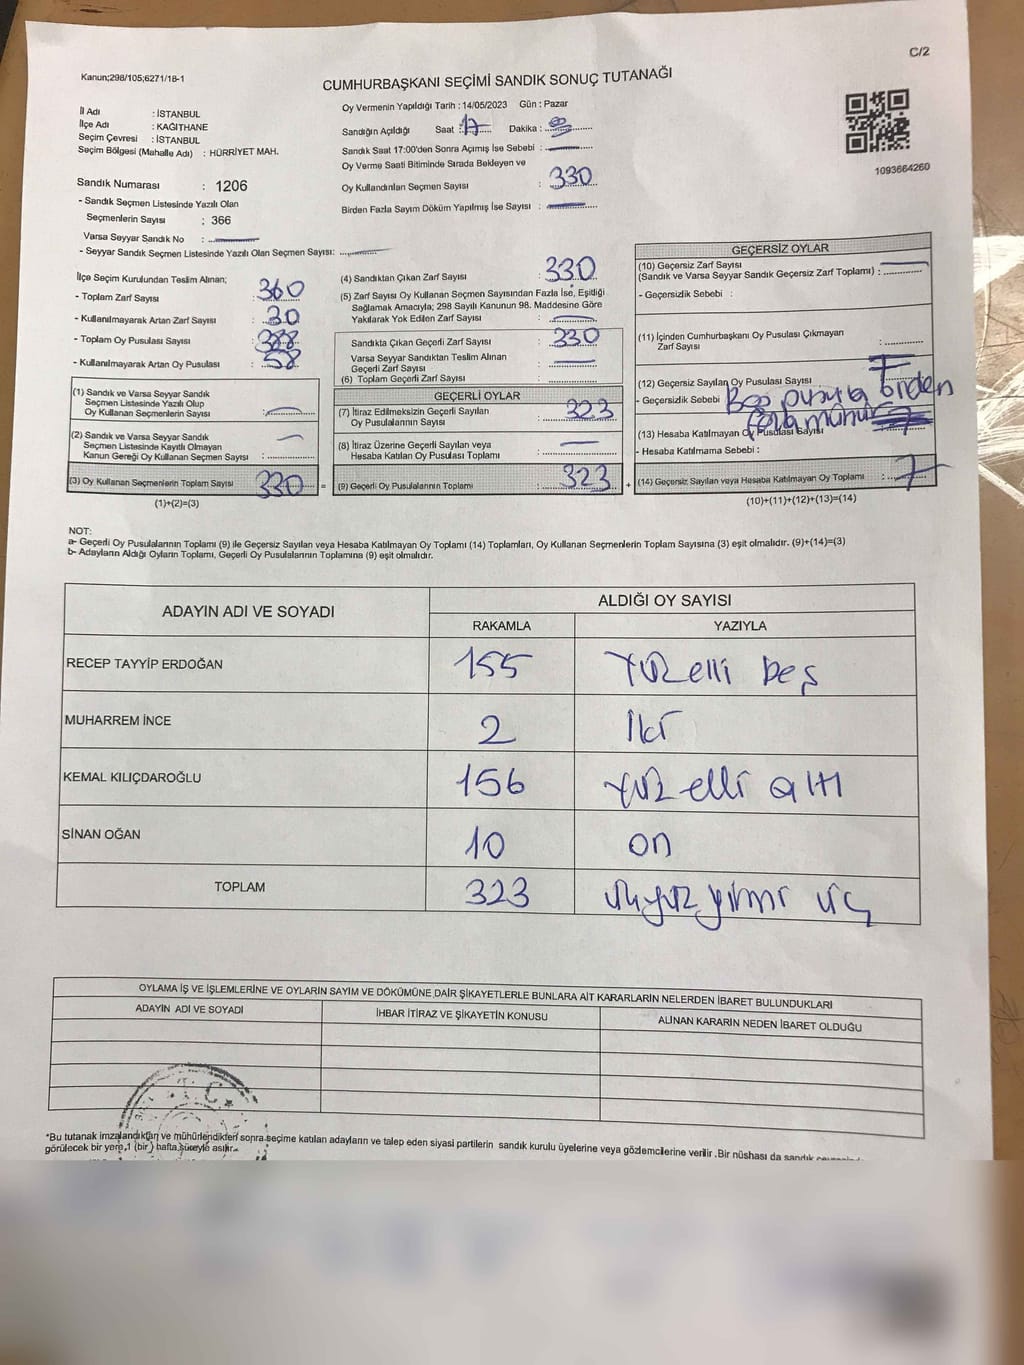 C/2
Kanun;298/105;6271/18-1
CUMHURBAŞKANI SEÇİMİ SANDIK SONUÇ TUTANAĞI
İl Adı : İSTANBUL
İlçe Adı : KAĞITHANE
Seçim Çevresi : İSTANBUL
Seçim Bölgesi (Mahalle Adı) : HÜRRİYET MAH.
Sandık Numarası : 1206
- Sandık Seçmen Listesinde Yazılı Olan
Seçmenlerin Sayısı : 366
Varsa Seyyar Sandık No :
- Seyyar Sandık Seçmen Listesinde Yazılı Olan Seçmen Sayısı:
Oy Vermenin Yapıldığı Tarih : 14/05/2023 Gün : Pazar
Sandığın Açıldığı Saat : 17 Dakika :
Sandık Saat 17:00'den Sonra Açımış İse Sebebi :
Oy Verme Saati Bitiminde Sırada Bekleyen ve
Oy Kullandırılan Seçmen Sayısı : 330
Birden Fazla Sayım Döküm Yapılmış İse Sayısı :
1093664260
İlçe Seçim Kurulundan Teslim Alınan;
- Toplam Zarf Sayısı : 360
- Kullanılmayarak Artan Zarf Sayısı : 30
- Toplam Oy Pusulası Sayısı : 388
- Kullanılmayarak Artan Oy Pusulası : 58
(1) Sandık ve Varsa Seyyar Sandık
Seçmen Listesinde Yazılı Olup
Oy Kullanan Seçmenlerin Sayısı :
(2) Sandık ve Varsa Seyyar Sandık
Seçmen Listesinde Kayıtlı Olmayan
Kanun Gereği Oy Kullanan Seçmen Sayısı :
(3) Oy Kullanan Seçmenlerin Toplam Sayısı : 330
(1)+(2)=(3)
(4) Sandıktan Çıkan Zarf Sayısı : 330
(5) Zarf Sayısı Oy Kullanan Seçmen Sayısından Fazla İse, Eşitliği
Sağlamak Amacıyla; 298 Sayılı Kanunun 98. Maddesine Göre
Yakılarak Yok Edilen Zarf Sayısı :
Sandıkta Çıkan Geçerli Zarf Sayısı : 330
Varsa Seyyar Sandıktan Teslim Alınan
Geçerli Zarf Sayısı :
(6) Toplam Geçerli Zarf Sayısı :
GEÇERLİ OYLAR
(7) İtiraz Edilmeksizin Geçerli Sayılan
Oy Pusulalarının Sayısı : 323
(8) İtiraz Üzerine Geçerli Sayılan veya
Hesaba Katılan Oy Pusulası Toplamı :
= (9) Geçerli Oy Pusulalarının Toplamı : 323
GEÇERSİZ OYLAR
(10) Geçersiz Zarf Sayısı
(Sandık ve Varsa Seyyar Sandık Geçersiz Zarf Toplamı) :
- Geçersizlik Sebebi :
(11) İçinden Cumhurbaşkanı Oy Pusulası Çıkmayan
Zarf Sayısı :
(12) Geçersiz Sayılan Oy Pusulası Sayısı 7
- Geçersizlik Sebebi birden
(13) Hesaba Katılmayan Oy Pusulası Sayısı
- Hesaba Katılmama Sebebi :
+ (14) Geçersiz Sayılan veya Hesaba Katılmayan Oy Toplamı : 7
(10)+(11)+(12)+(13)=(14)
NOT:
a- Geçerli Oy Pusulalarının Toplamı (9) ile Geçersiz Sayılan veya Hesaba Katılmayan Oy Toplamı (14) Toplamları, Oy Kullanan Seçmenlerin Toplam Sayısına (3) eşit olmalıdır. (9)+(14)=(3)
b- Adayların Aldığı Oyların Toplamı, Geçerli Oy Pusulalarının Toplamına (9) eşit olmalıdır.
ADAYIN ADI VE SOYADI ALDIĞI OY SAYISI
RAKAMLA YAZIYLA
RECEP TAYYİP ERDOĞAN 155 Yüz elli beş
MUHARREM İNCE 2 İki
KEMAL KILIÇDAROĞLU 156 Yüz elli altı
SİNAN OĞAN 10 on
TOPLAM 323 üçyüz yirmi üç
OYLAMA İŞ VE İŞLEMLERİNE VE OYLARIN SAYIM VE DÖKÜMÜNE DAİR ŞİKAYETLERLE BUNLARA AİT KARARLARIN NELERDEN İBARET BULUNDUKLARI
ADAYIN ADI VE SOYADI İHBAR İTİRAZ VE ŞİKAYETİN KONUSU ALINAN KARARIN NEDEN İBARET OLDUĞU
*Bu tutanak imzalandıktan ve mühürlendikten sonra seçime katılan adayların ve talep eden siyasi partilerin sandık kurulu üyelerine veya gözlemcilerine verilir .Bir nüshası da sandık
görülecek bir yere,1 (bir ) hafta süreyle asılır.